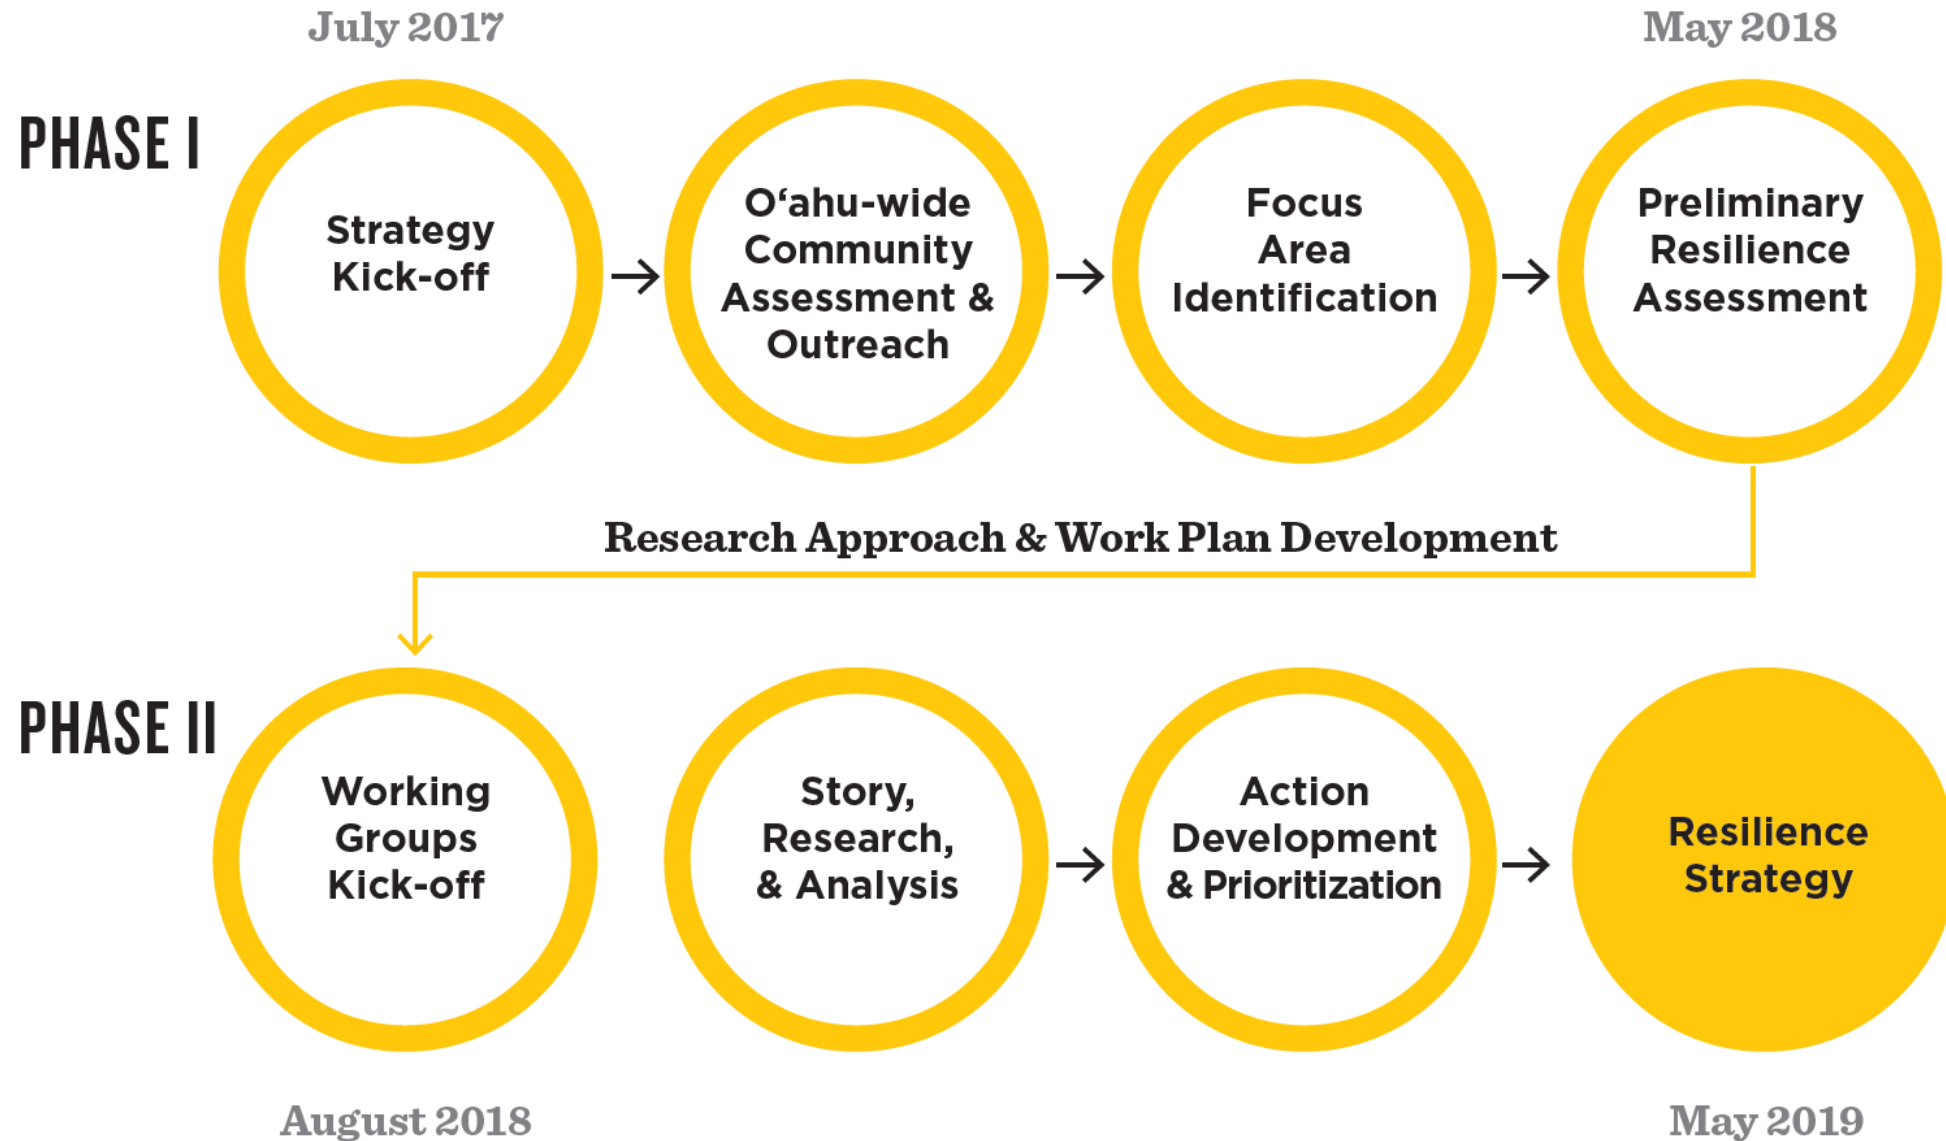 July 2017
May 2018
PHASE I
Strategy
Kick-off
Oʻahu-wide
Community
Assessment &
Outreach
Focus
Area
Identification
Preliminary
Resilience
Assessment
Research Approach & Work Plan Development
PHASE II
Working
Groups
Kick-off
Story,
Research,
& Analysis
Action
Development
& Prioritization
Resilience
Strategy
August 2018
May 2019